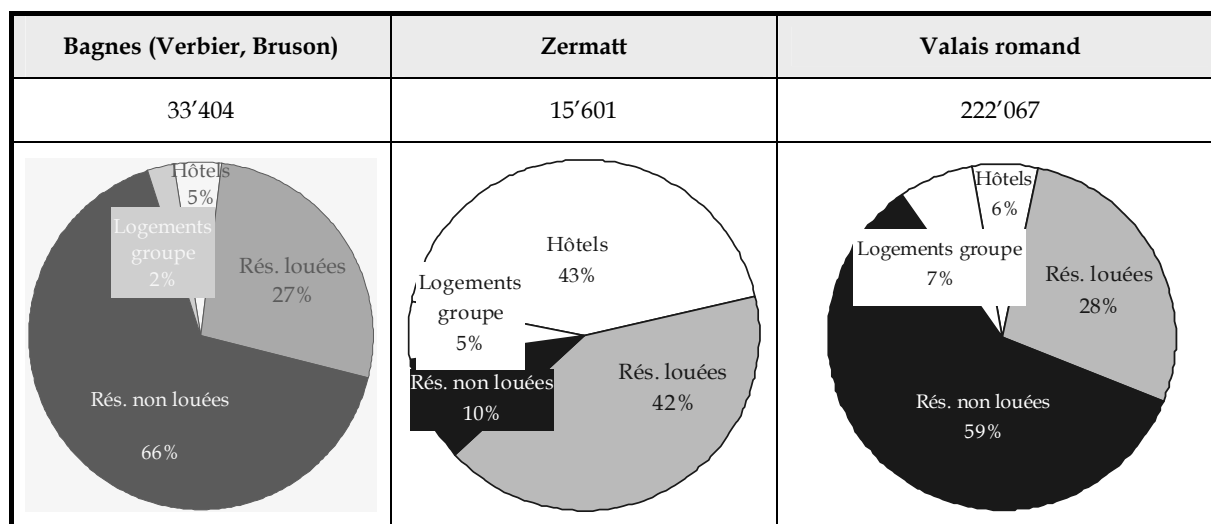 Bagnes (Verbier, Bruson)
Zermatt
Valais romand
33’404
15’601
222’067
Hôtels
5%
Logements
groupe
2%
Rés. louées
27%
Rés. non louées
66%
Hôtels
43%
Logements
groupe
5%
Rés. non louées
10%
Rés. louées
42%
Hôtels
6%
Logements groupe
7%
Rés. louées
28%
Rés. non louées
59%